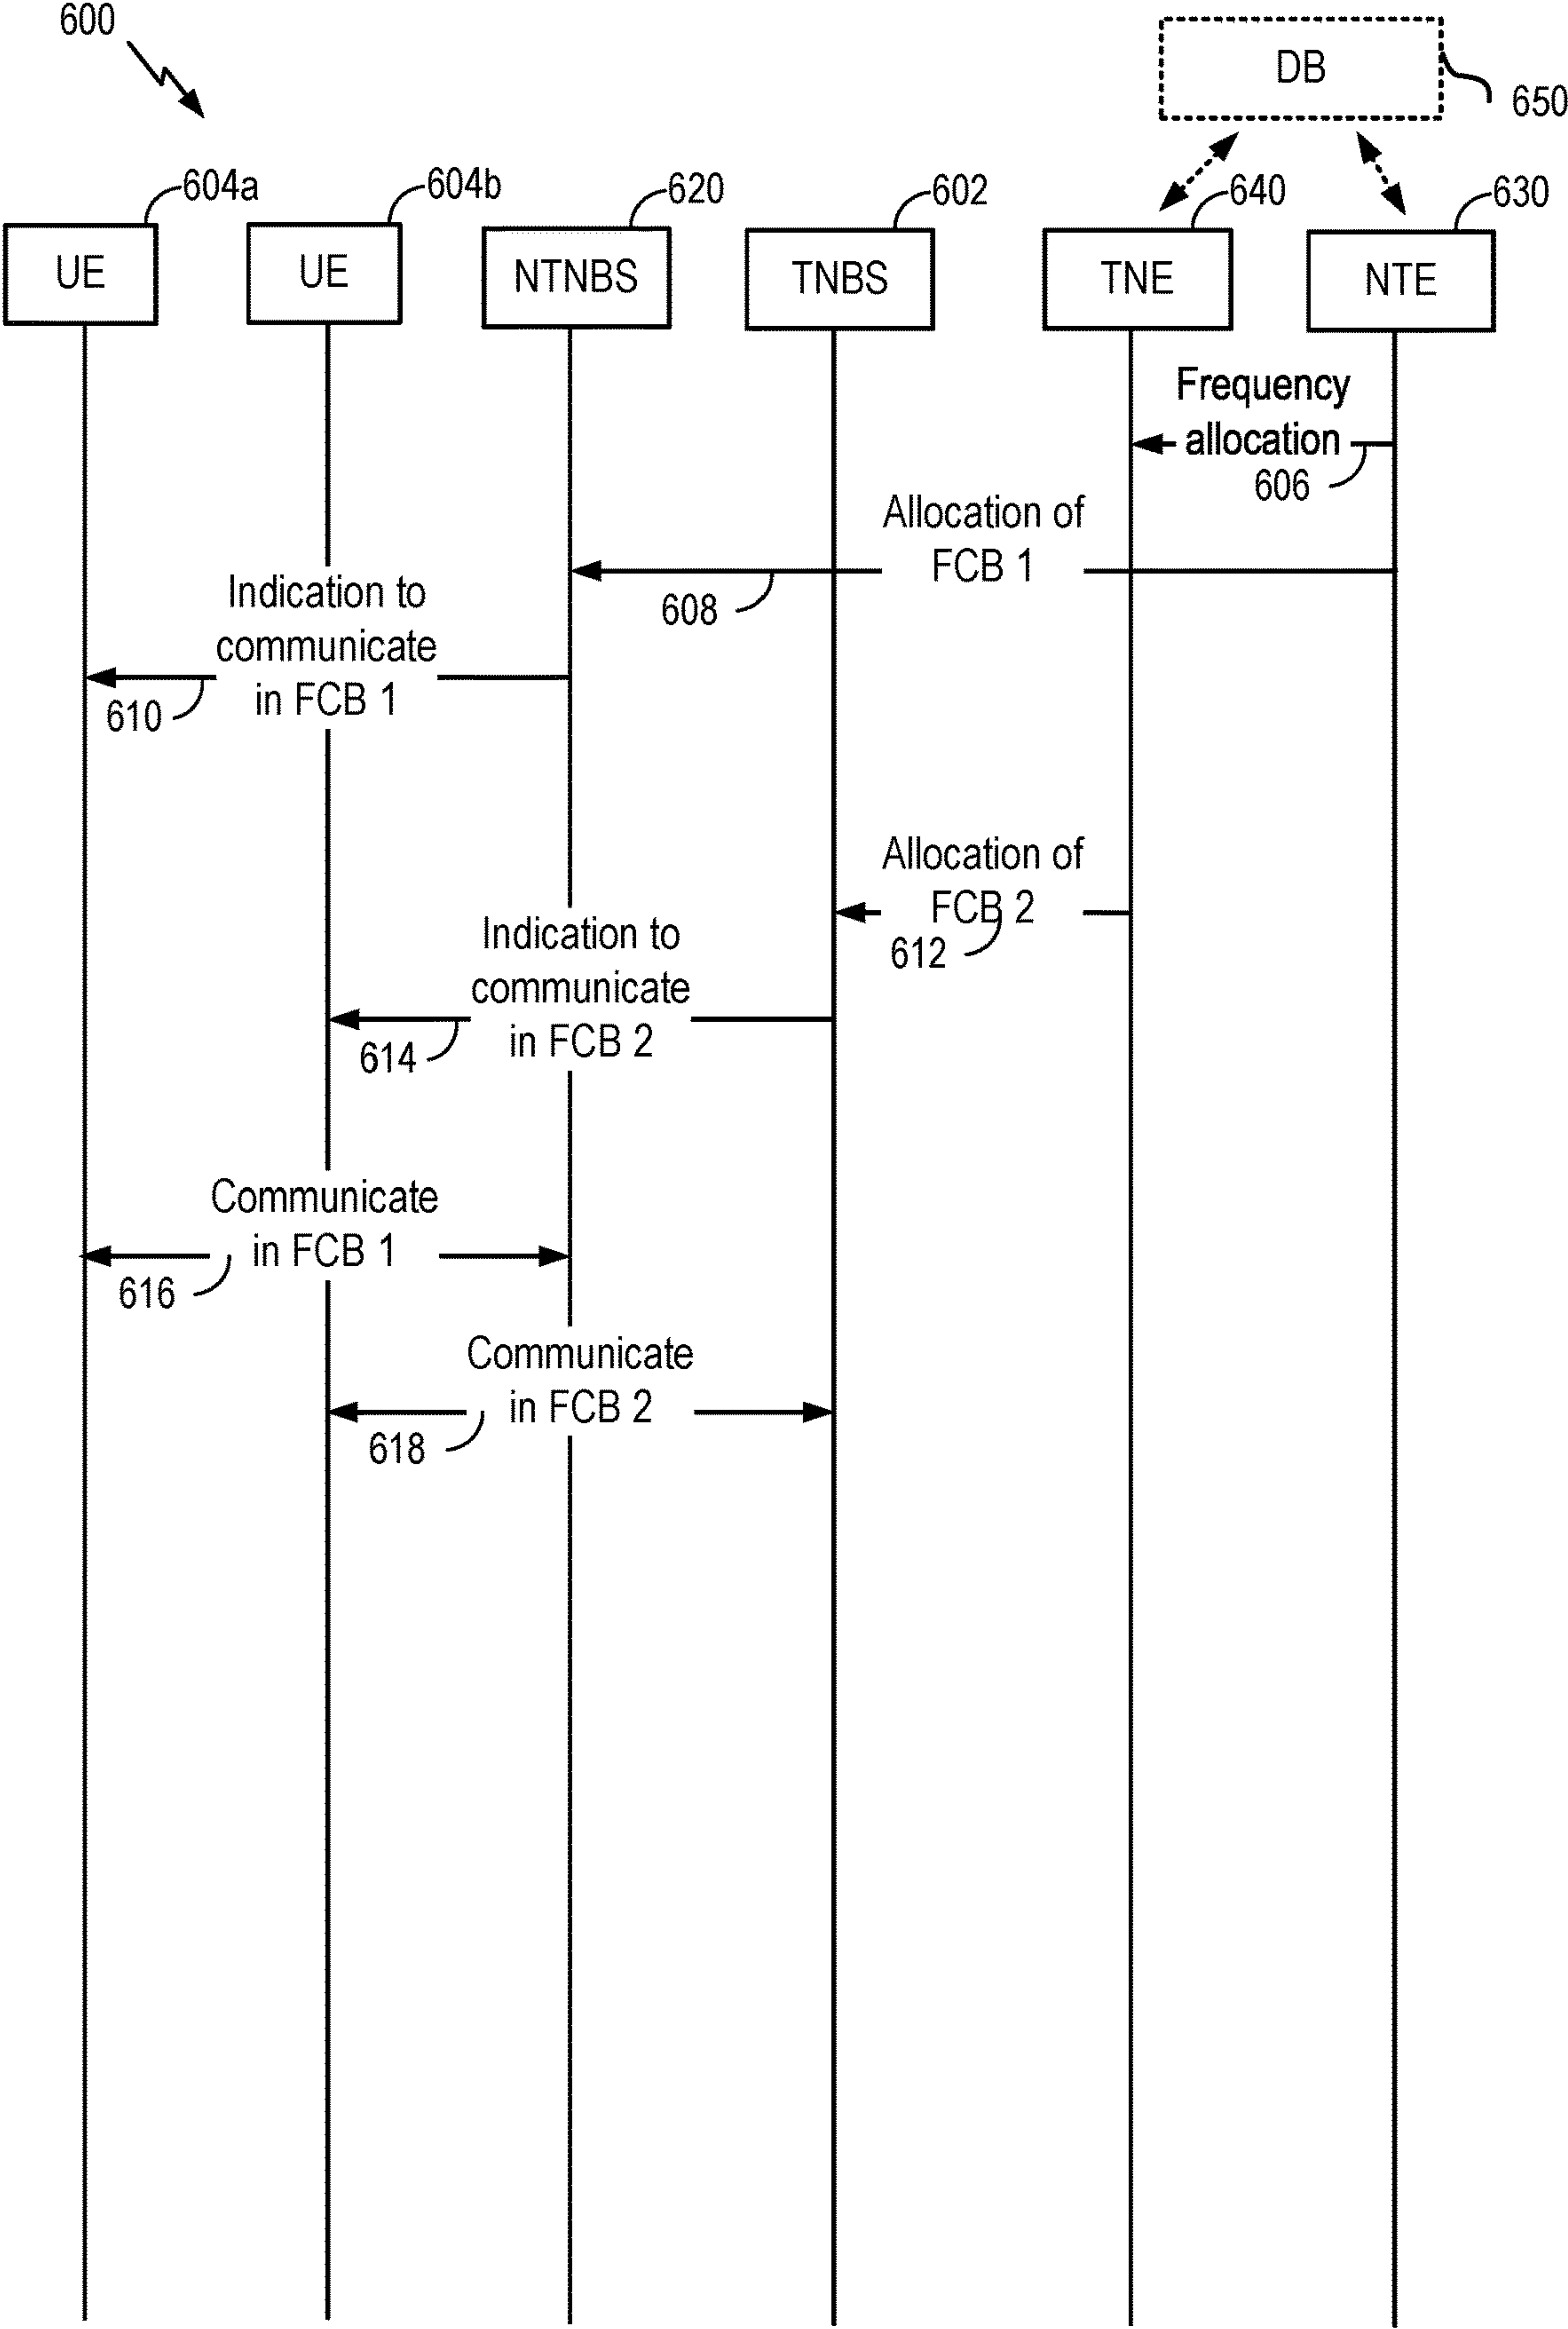 600
DB
650
604a
604b
620
602
640
630
UE
UE
NTNBS
TNBS
TNE
NTE
Frequency
allocation
606
Allocation of
FCB 1
608
Indication to
communicate
in FCB 1
610
Allocation of
FCB 2
612
Indication to
communicate
in FCB 2
614
Communicate
in FCB 1
616
Communicate
in FCB 2
618